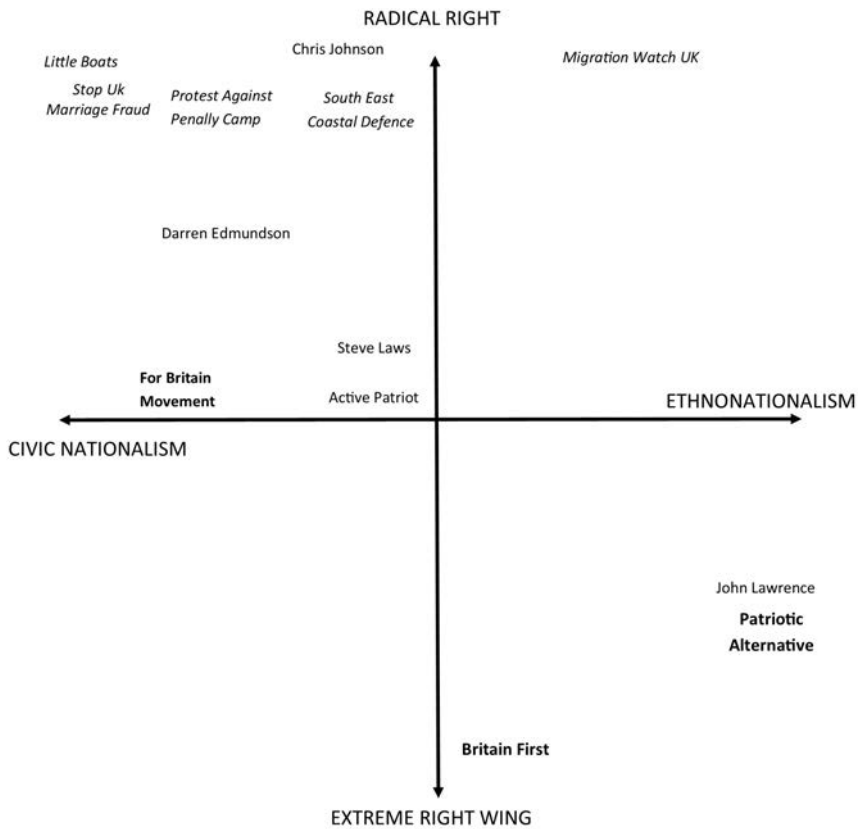 RADICAL RIGHT
Chris Johnson
Migration Watch UK
Little Boats
Stop Uk
Marriage Fraud
Protest Against
Penally Camp
South East
Coastal Defence
Darren Edmundson
Steve Laws
For Britain
Movement
Active Patriot
ETHNONATIONALISM
CIVIC NATIONALISM
John Lawrence
Patriotic
Alternative
Britain First
EXTREME RIGHT WING